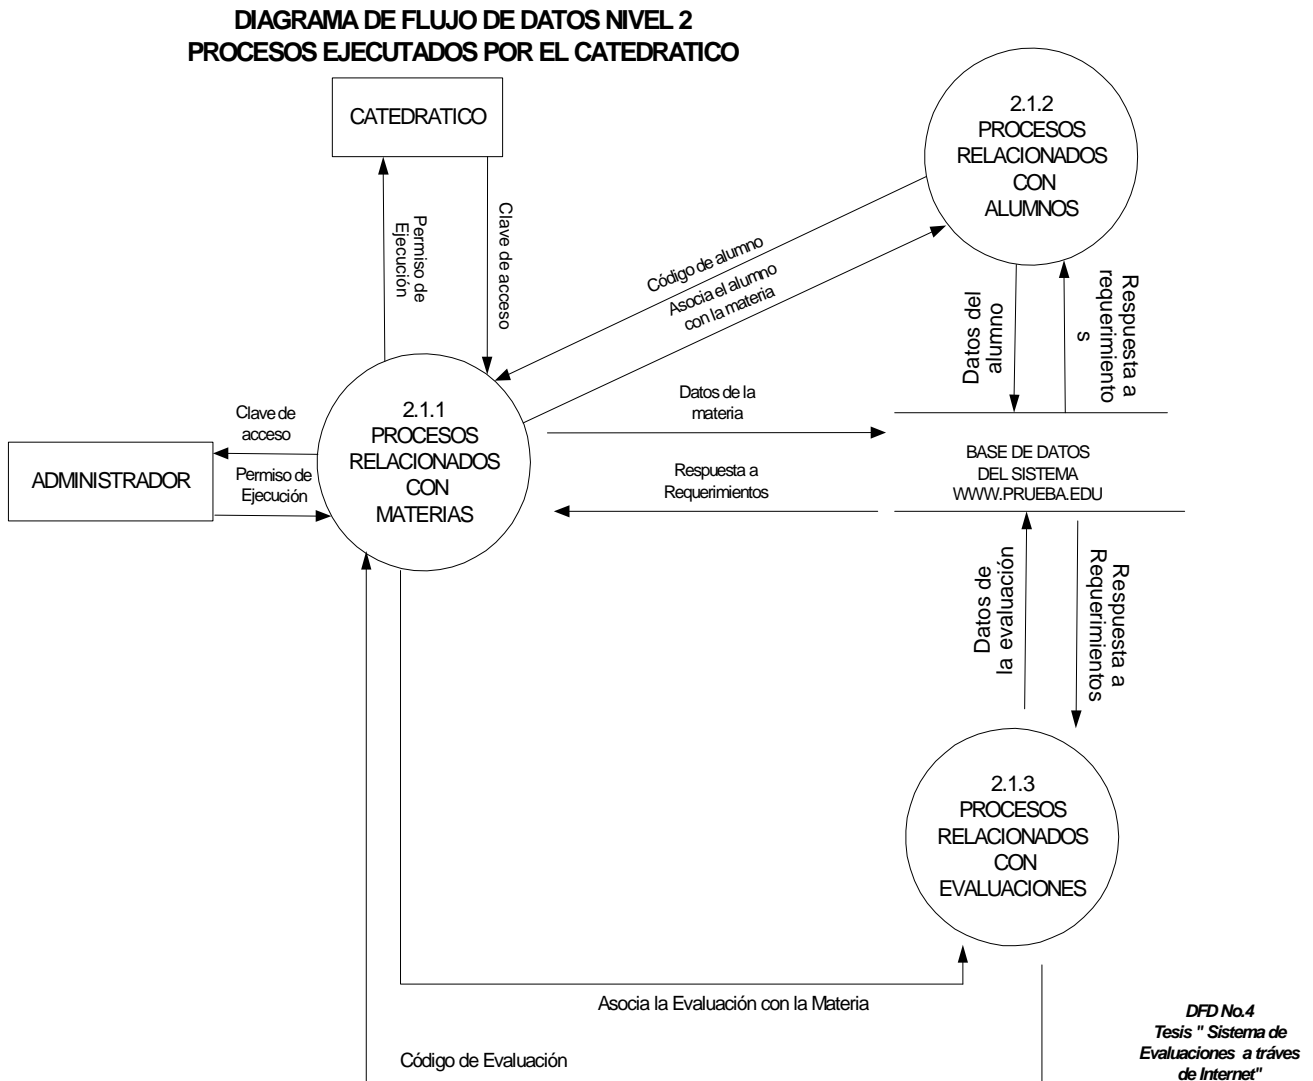 DIAGRAMA DE FLUJO DE DATOS NIVEL 2
PROCESOS EJECUTADOS POR EL CATEDRATICO
CATEDRATICO
2.1.2
PROCESOS
RELACIONADOS
CON
ALUMNOS
Permiso de
Ejecución
Clave de acceso
Código de alumno
Asocia el alumno
con la materia
Datos del
alumno
Respuesta a
requerimiento
s
2.1.1
PROCESOS
RELACIONADOS
CON
MATERIAS
Clave de
acceso
ADMINISTRADOR
Permiso de
Ejecución
Datos de la
materia
Respuesta a
Requerimientos
BASE DE DATOS
DEL SISTEMA
WWW.PRUEBA.EDU
Datos de
la evaluación
Respuesta a
Requerimientos
2.1.3
PROCESOS
RELACIONADOS
CON
EVALUACIONES
Asocia la Evaluación con la Materia
Código de Evaluación
DFD No.4
Tesis " Sistema de
Evaluaciones a tráves
de Internet"